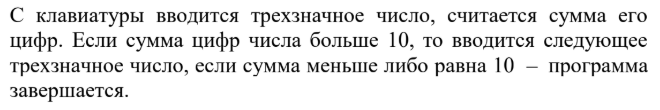 С клавиатуры вводится трехзначное число, считается сумма его
цифр. Если сумма цифр числа больше 10, то вводится следующее
трехзначное число, если сумма меньше либо равна 10 – программа
завершается.